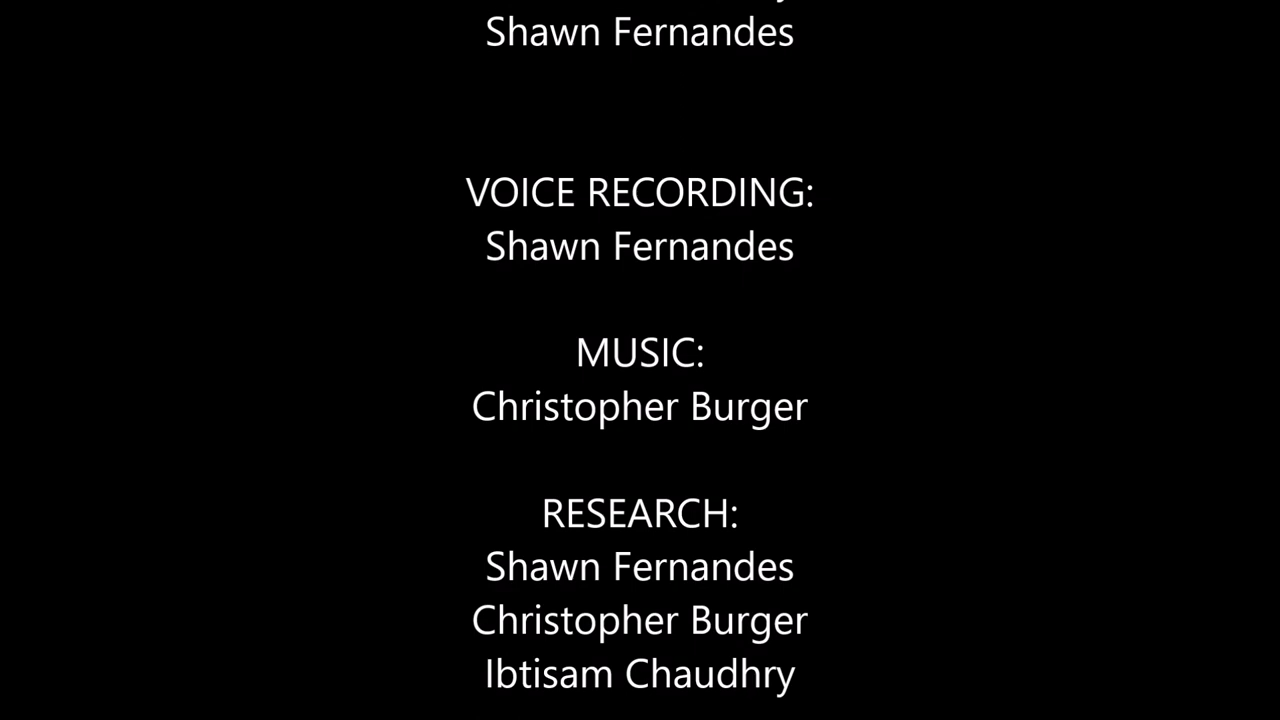 Shawn Fernandes
VOICE RECORDING:
Shawn Fernandes
MUSIC:
Christopher Burger
RESEARCH:
Shawn Fernandes
Christopher Burger
Ibtisam Chaudhry